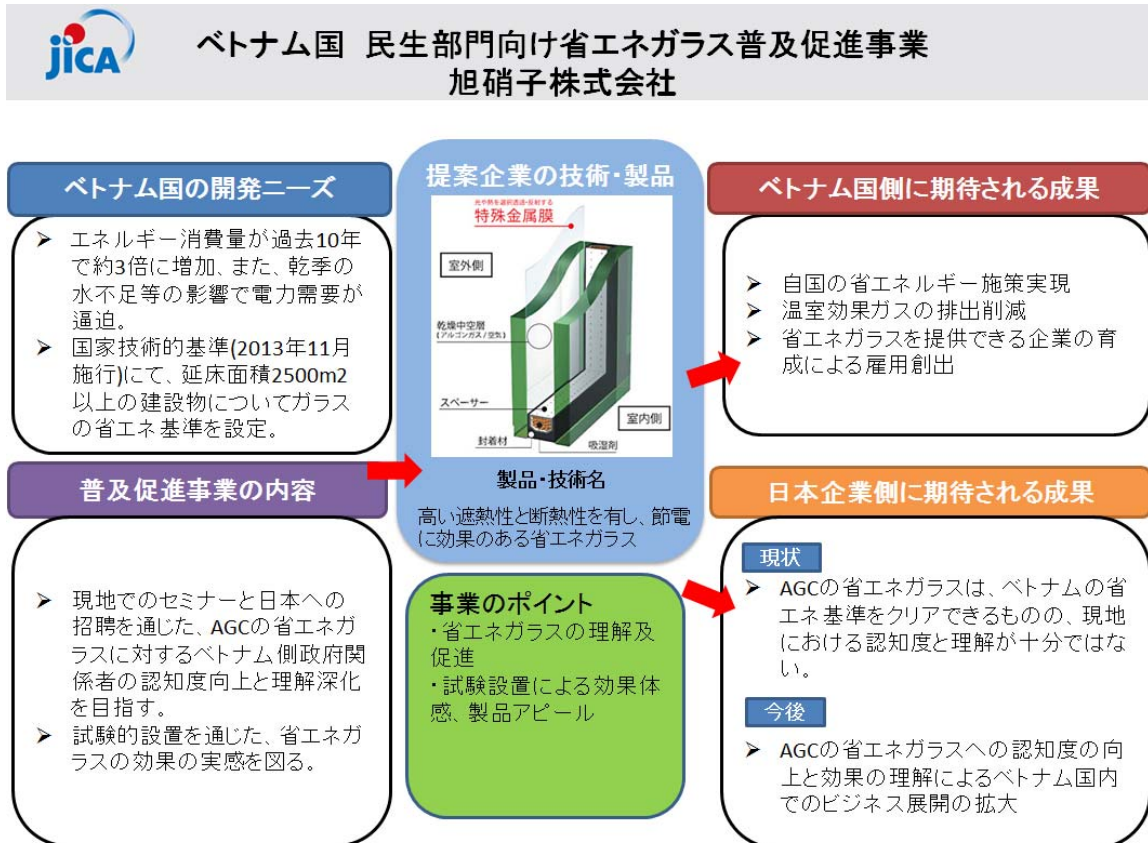 jICA
ベトナム国 民生部門向け省エネガラス普及促進事業
旭硝子株式会社
ベトナム国の開発ニーズ
➢ エネルギー消費量が過去10年
で約3倍に増加、また、乾季の
水不足等の影響で電力需要が
逼迫。
➢ 国家技術的基準(2013年11月
施行)にて、延床面積2500m2
以上の建設物についてガラス
の省エネ基準を設定。
普及促進事業の内容
➢ 現地でのセミナーと日本への
招聘を通じた、AGCの省エネガ
ラスに対するベトナム側政府関
係者の認知度向上と理解深化
を目指す。
➢ 試験的設置を通じた、省エネガ
ラスの効果の実感を図る。
提案企業の技術・製品
光や熱を選択透過・反射する
特殊金属膜
室外側
乾燥中空層
(アルゴンガス/空気)
スペーサー
室内側
封着材
吸湿剤
製品・技術名
高い遮熱性と断熱性を有し、節電
に効果のある省エネガラス
事業のポイント
・省エネガラスの理解及
促進
・試験設置による効果体
感、製品アピール
ベトナム国側に期待される成果
➢ 自国の省エネルギー施策実現
➢ 温室効果ガスの排出削減
➢ 省エネガラスを提供できる企業の育
成による雇用創出
日本企業側に期待される成果
現状
➢ AGCの省エネガラスは、ベトナムの省
エネ基準をクリアできるものの、現地
における認知度と理解が十分ではな
い。
今後
➢ AGCの省エネガラスへの認知度の向
上と効果の理解によるベトナム国内
でのビジネス展開の拡大